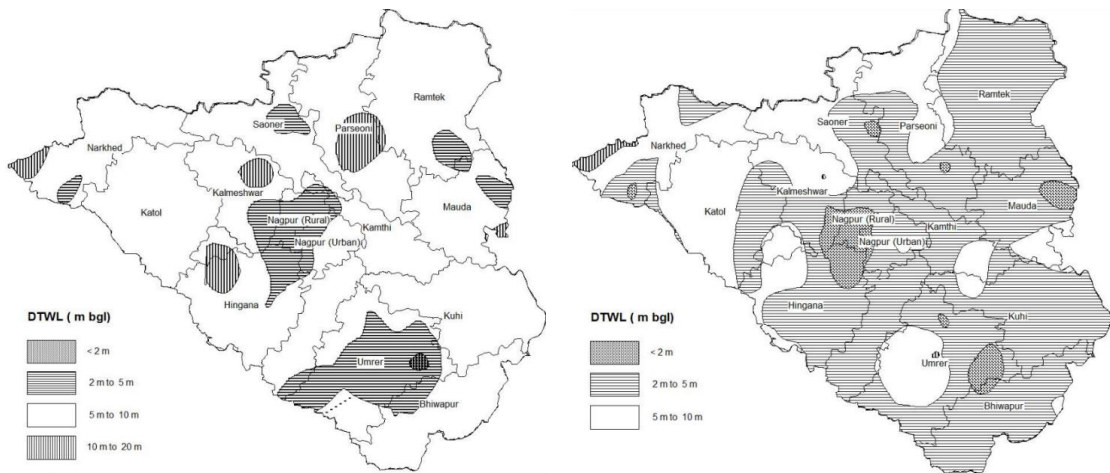 Ramtek
Saoner
Parseoni
Narkhed
Kalmeshwar
Katol
Mauda
Nagpur (Rural)
Kamthi
Nagpur (Urban)
Hingana
Kuhi
Umrer
Bhiwapur
DTWL ( m bgl)
< 2 m
2 m to 5 m
5 m to 10 m
10 m to 20 m
Ramtek
Saoner
Parseoni
Narkhed
Kalmeshwar
Katol
Mauda
Nagpur (Rural)
Kamthi
Nagpur (Urban)
Hingana
Kuhi
Umrer
Bhiwapur
DTWL ( m bgl)
< 2 m
2 m to 5 m
5 m to 10 m